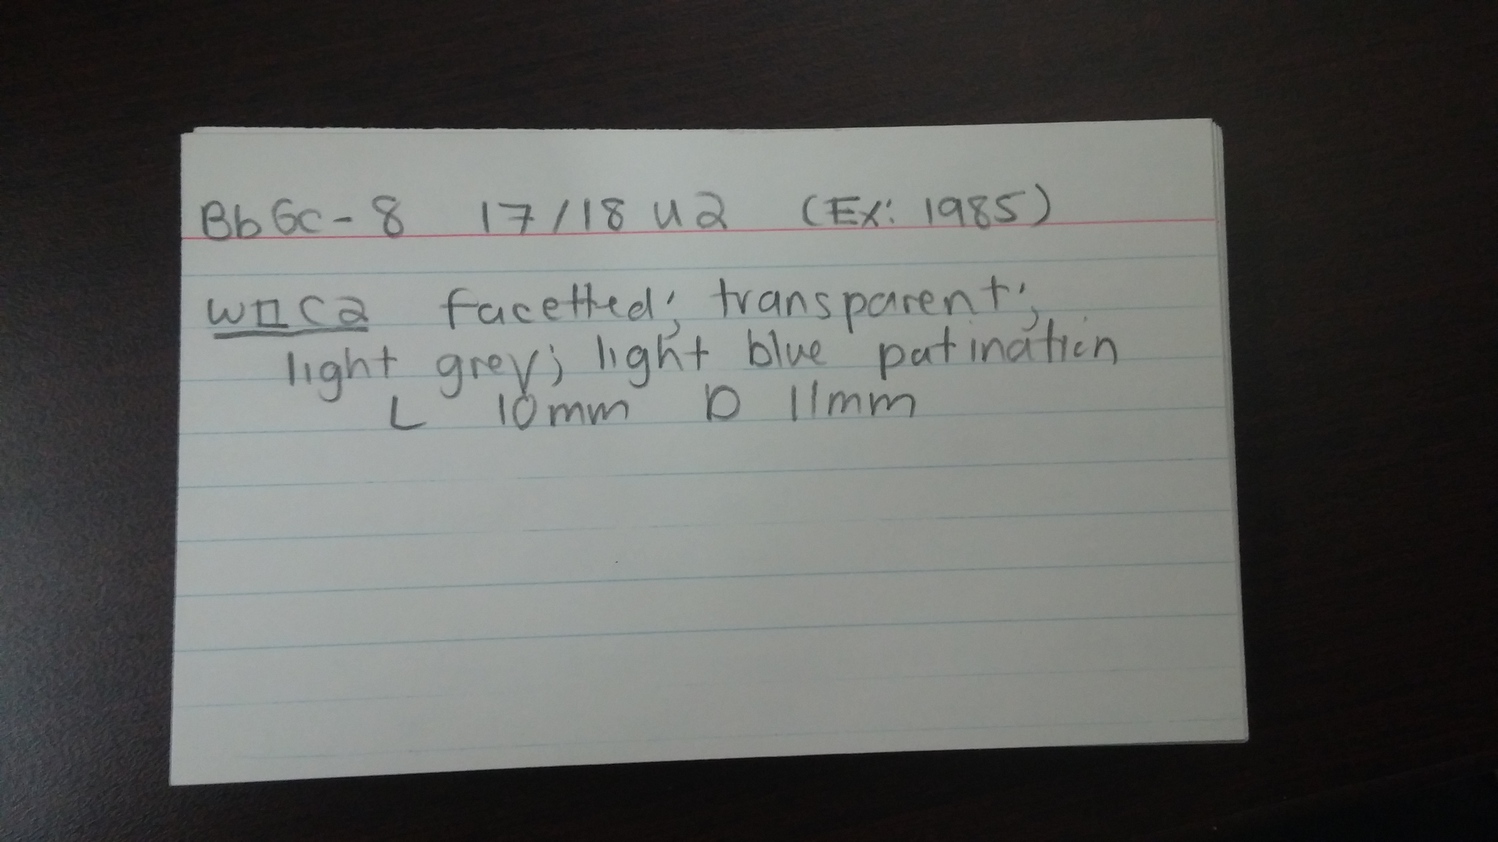 BbGc-8 17/18 U2 (Ex: 1985)
WIIC2 facetted; transparent;
light grey; light blue patination
L 10mm D 11mm